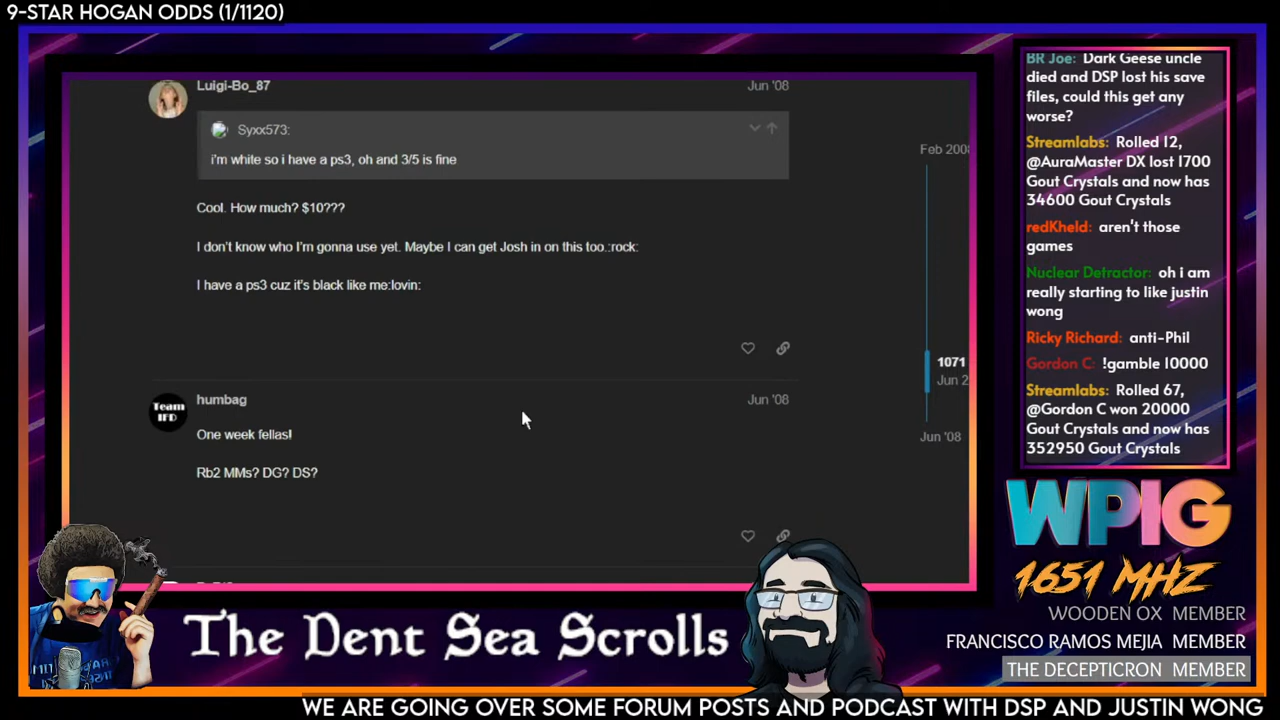 9-STAR HOGAN ODDS (1/1120)
Luigi-Bo_87
Jun '08
Syxx573:
i'm white so i have a ps3, oh and 3/5 is fine
Cool. How much? $10???
I don't know who I'm gonna use yet. Maybe I can get Josh in on this too.:rock:
I have a ps3 cuz it's black like me:lovin:
humbag
Jun '08
Team
IFD
One week fellas!
Rb2 MMs? DG? DS?
Feb 2008
1071
Jun 2
Jun '08
BR Joe: Dark Geese uncle
died and DSP lost his save
files, could this get any
worse?
Streamlabs: Rolled 12,
@AuraMaster DX lost 1700
Gout Crystals and now has
34600 Gout Crystals
redKheld: aren't those
games
Nuclear Detractor: oh i am
really starting to like justin
wong
Ricky Richard: anti-Phil
Gordon C: !gamble 10000
Streamlabs: Rolled 67,
@Gordon C won 20000
Gout Crystals and now has
352950 Gout Crystals
WPIG
1651 MHZ
WOODEN OX MEMBER
FRANCISCO RAMOS MEJIA MEMBER
THE DECEPTICRON MEMBER
The Dent Sea Scrolls
WE ARE GOING OVER SOME FORUM POSTS AND PODCAST WITH DSP AND JUSTIN WONG